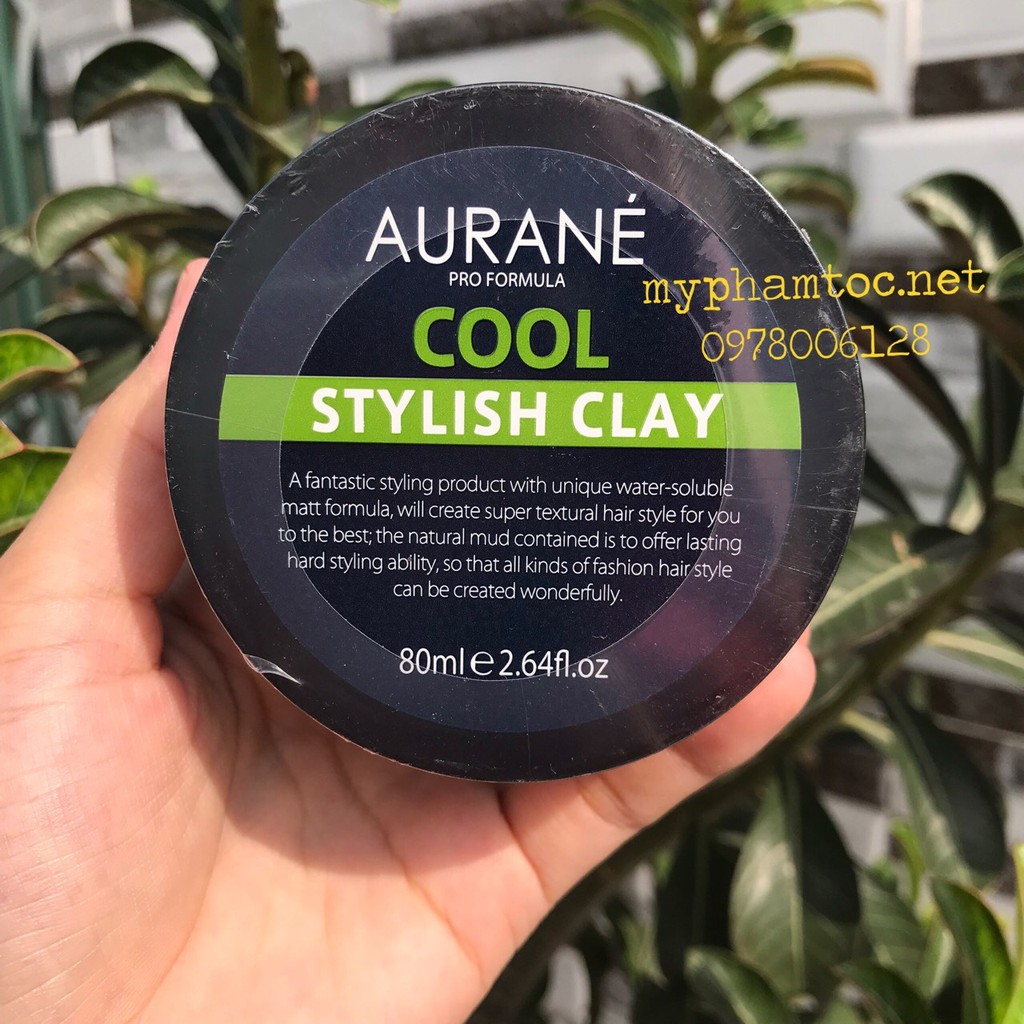 AURANÉ
PRO FORMULA
myphamtoc.net
COOL
0978006128
STYLISH CLAY
A fantastic styling product with unique water-soluble
matt formula, will create super textural hair style for you
to the best; the natural mud contained is to offer lasting
hard styling ability, so that all kinds of fashion hair style
can be created wonderfully.
80ml℮2.64fl.oz